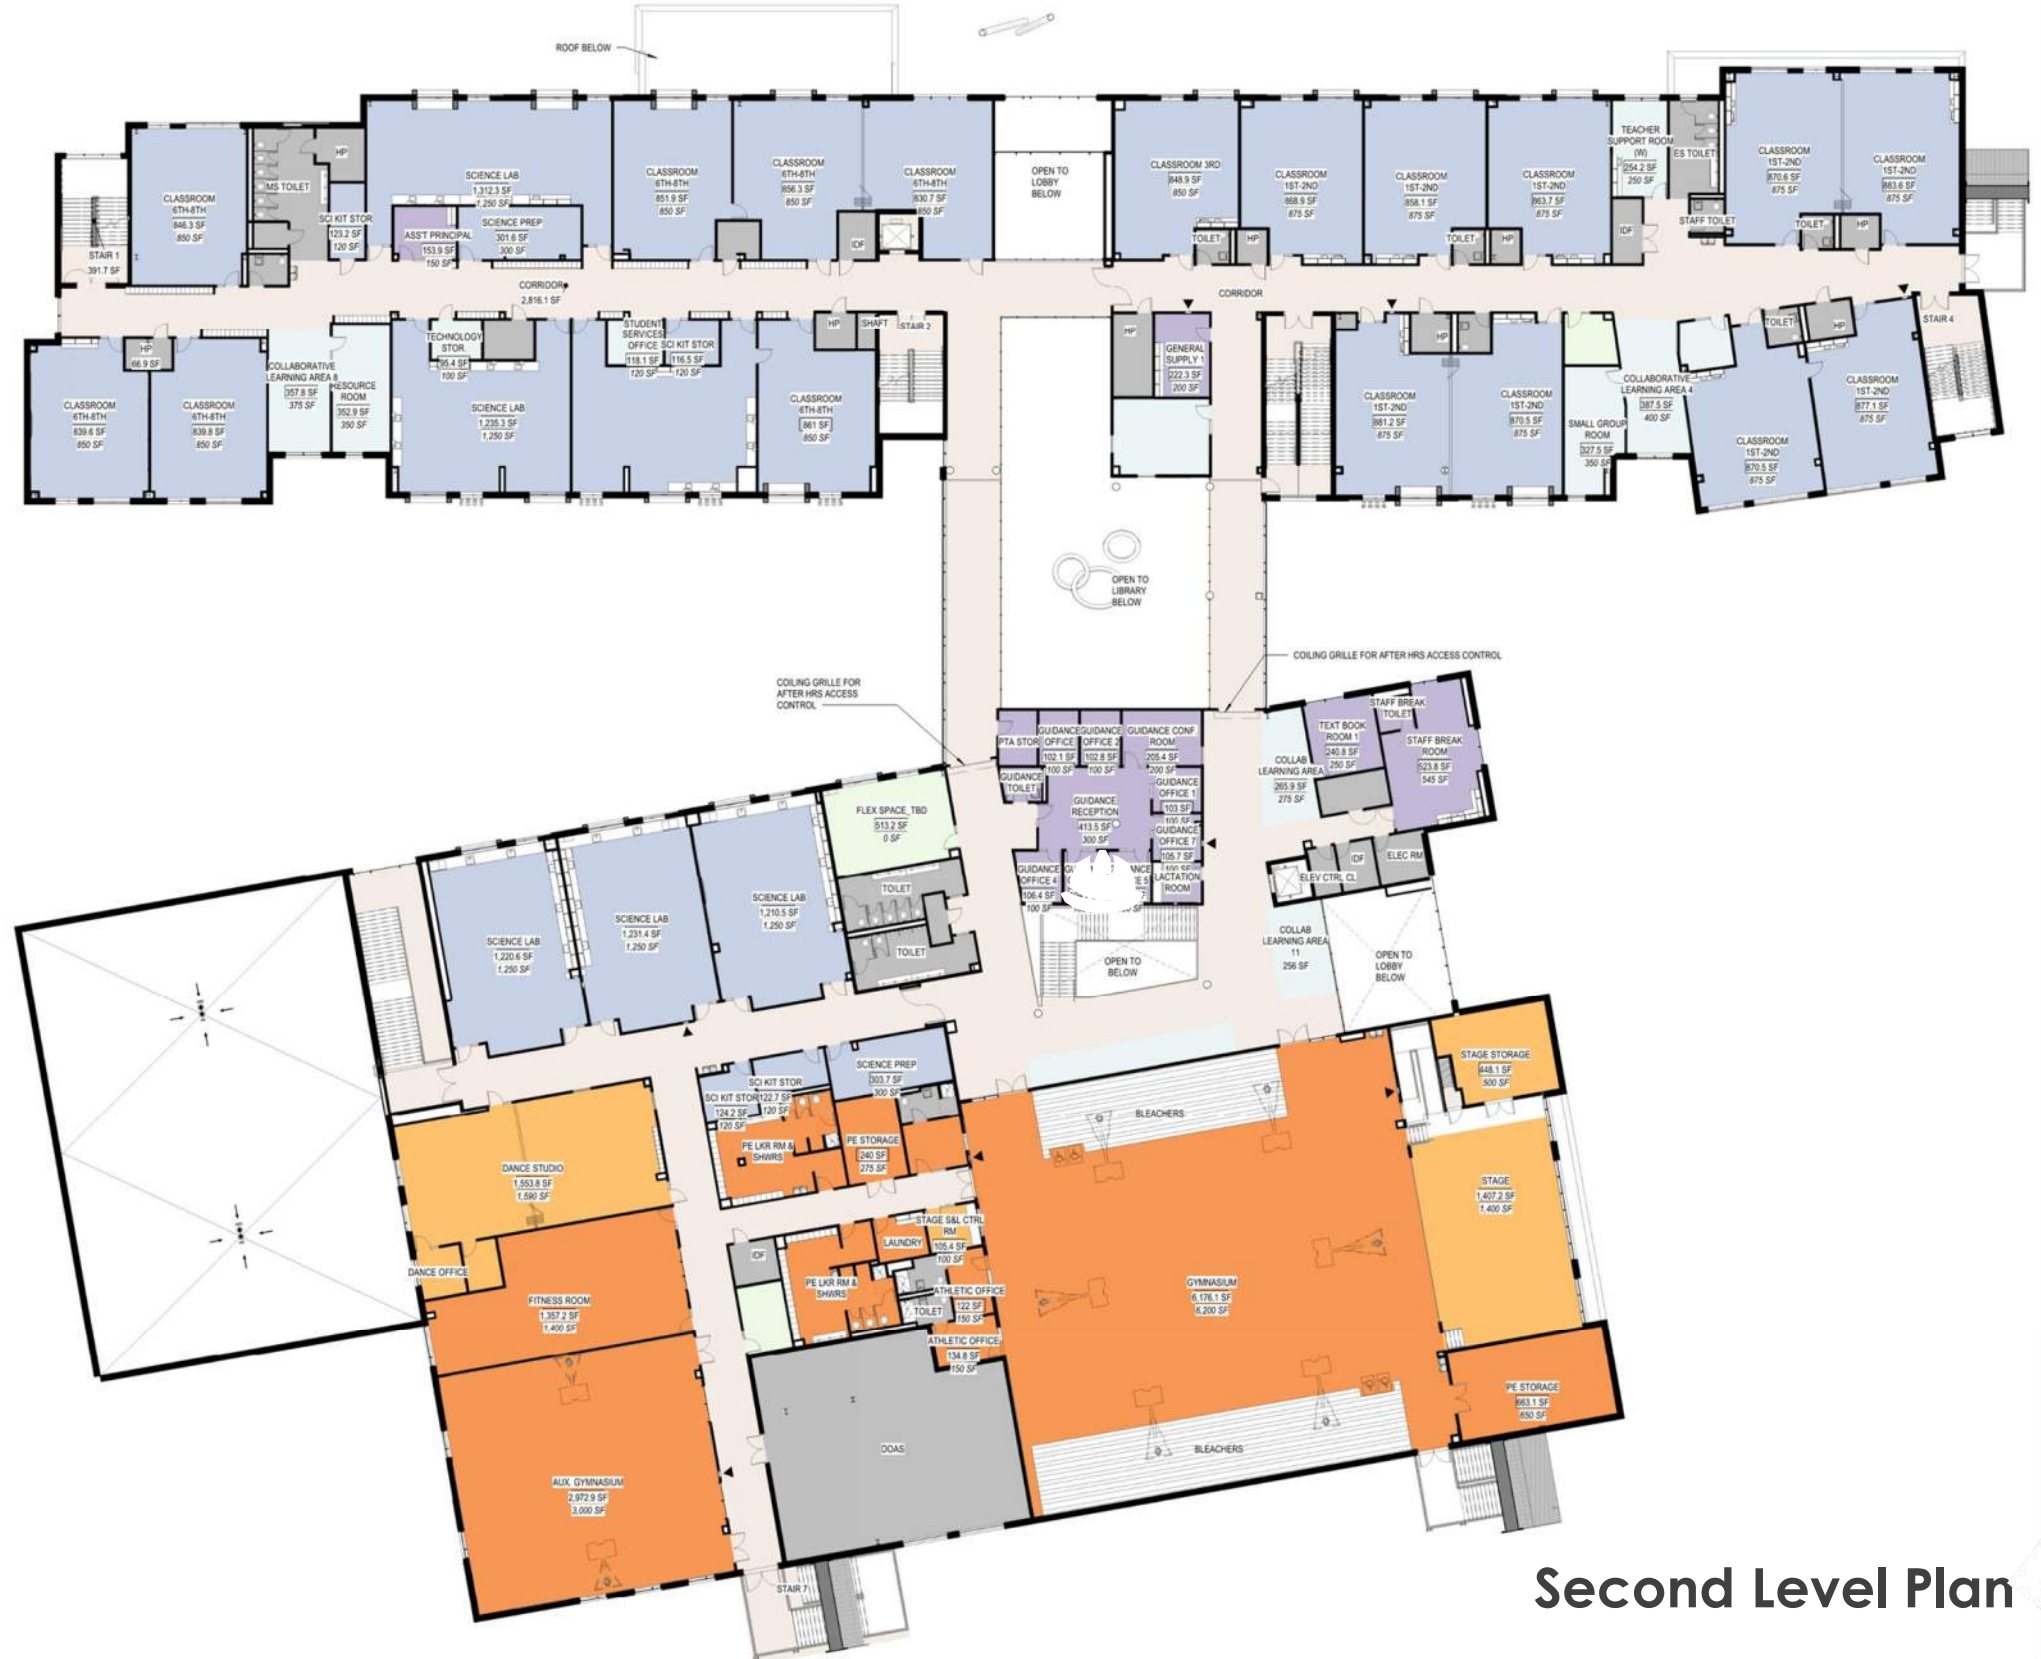 ROOF BELOW
CLASSROOM
6TH-8TH
846.3 SF
850 SF
MS TOILET
HP
SCI KIT STOR
123.2 SF
120 SF
SCIENCE LAB
1,312.3 SF
1,250 SF
ASS'T PRINCIPAL
153.9 SF
150 SF
SCIENCE PREP
301.6 SF
300 SF
CLASSROOM
6TH-8TH
851.9 SF
850 SF
CLASSROOM
6TH-8TH
856.3 SF
850 SF
IDF
CLASSROOM
6TH-8TH
830.7 SF
850 SF
OPEN TO
LOBBY
BELOW
CLASSROOM 3RD
848.9 SF
850 SF
TOILET
HP
CLASSROOM
1ST-2ND
868.9 SF
875 SF
CLASSROOM
1ST-2ND
858.1 SF
875 SF
TOILET
HP
CLASSROOM
1ST-2ND
863.7 SF
875 SF
TEACHER
SUPPORT ROOM
(W)
254.2 SF
250 SF
IDF
ES TOILET
STAFF TOILET
CLASSROOM
1ST-2ND
870.6 SF
875 SF
TOILET
HP
CLASSROOM
1ST-2ND
883.6 SF
875 SF
STAIR 1
391.7 SF
CORRIDOR
2,816.1 SF
CORRIDOR
CLASSROOM
6TH-8TH
839.6 SF
850 SF
HP
66.9 SF
CLASSROOM
6TH-8TH
839.8 SF
850 SF
COLLABORATIVE
LEARNING AREA 8
357.8 SF
375 SF
RESOURCE
ROOM
352.9 SF
350 SF
TECHNOLOGY
STOR.
95.4 SF
100 SF
SCIENCE LAB
1,235.3 SF
1,250 SF
STUDENT
SERVICES
OFFICE
118.1 SF
120 SF
SCI KIT STOR
116.5 SF
120 SF
CLASSROOM
6TH-8TH
861 SF
850 SF
HP
SHAFT
STAIR 2
HP
GENERAL
SUPPLY 1
222.3 SF
200 SF
CLASSROOM
1ST-2ND
881.2 SF
875 SF
HP
CLASSROOM
1ST-2ND
870.5 SF
875 SF
SMALL GROUP
ROOM
327.5 SF
350 SF
COLLABORATIVE
LEARNING AREA 4
387.5 SF
400 SF
CLASSROOM
1ST-2ND
870.5 SF
875 SF
TOILET
HP
CLASSROOM
1ST-2ND
877.1 SF
875 SF
STAIR 4
OPEN TO
LIBRARY
BELOW
COILING GRILLE FOR AFTER HRS ACCESS CONTROL
COILING GRILLE FOR
AFTER HRS ACCESS
CONTROL
PTA STOR
GUIDANCE
OFFICE
102.1 SF
100 SF
GUIDANCE
OFFICE 2
102.8 SF
100 SF
GUIDANCE CONF.
ROOM
205.4 SF
200 SF
GUIDANCE
TOILET
GUIDANCE
RECEPTION
413.5 SF
300 SF
GUIDANCE
OFFICE 1
103 SF
100 SF
GUIDANCE
OFFICE 7
105.7 SF
100 SF
GUIDANCE
OFFICE 4
106.4 SF
100 SF
LACTATION
ROOM
COLLAB
LEARNING AREA
265.9 SF
275 SF
TEXT BOOK
ROOM 1
240.8 SF
250 SF
STAFF BREAK
TOILET
STAFF BREAK
ROOM
523.8 SF
545 SF
ELEV CTRL CL
IDF
ELEC RM
COLLAB
LEARNING AREA
11
256 SF
OPEN TO
LOBBY
BELOW
OPEN TO
BELOW
FLEX SPACE_TBD
513.2 SF
0 SF
TOILET
TOILET
SCIENCE LAB
1,220.6 SF
1,250 SF
SCIENCE LAB
1,231.4 SF
1,250 SF
SCIENCE LAB
1,210.5 SF
1,250 SF
SCI KIT STOR
124.2 SF
120 SF
SCI KIT STOR
122.7 SF
120 SF
SCIENCE PREP
303.7 SF
300 SF
PE LKR RM &
SHWRS
PE STORAGE
240 SF
275 SF
BLEACHERS
STAGE STORAGE
448.1 SF
500 SF
STAGE
1,407.2 SF
1,400 SF
DANCE STUDIO
1,553.8 SF
1,590 SF
DANCE OFFICE
FITNESS ROOM
1,357.2 SF
1,400 SF
IDF
PE LKR RM &
SHWRS
LAUNDRY
STAGE S&L CTRL
RM
105.4 SF
100 SF
TOILET
ATHLETIC OFFICE
122 SF
150 SF
ATHLETIC OFFICE
134.8 SF
150 SF
GYMNASIUM
6,176.1 SF
6,200 SF
PE STORAGE
663.1 SF
650 SF
BLEACHERS
DOAS
AUX. GYMNASIUM
2,972.9 SF
3,000 SF
STAIR 7
Second Level Plan